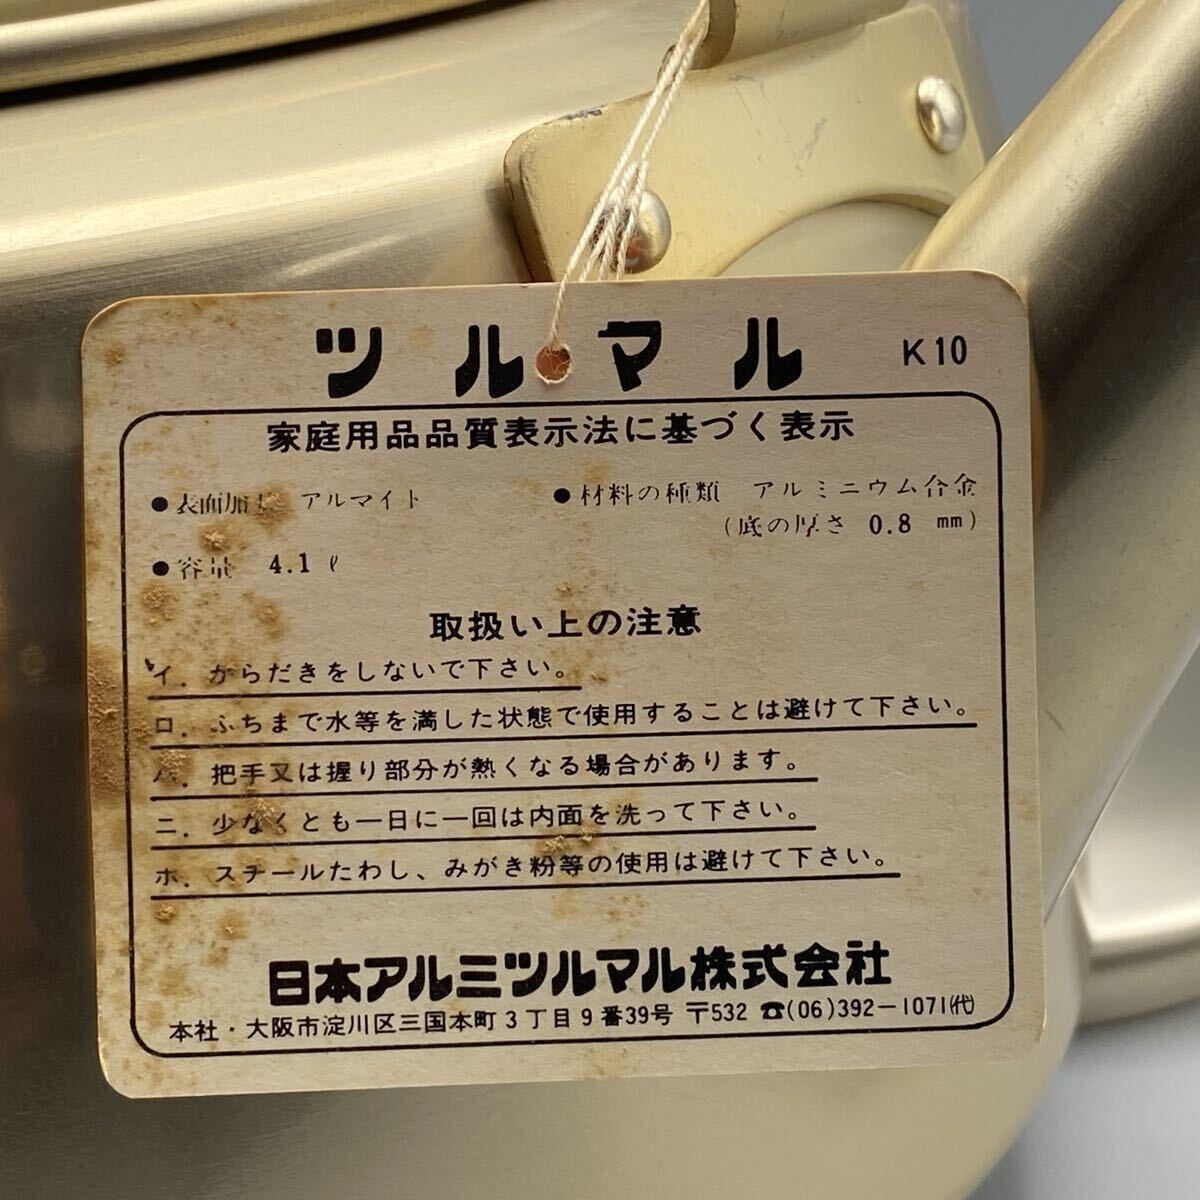 ツルマル K10
家庭用品品質表示法に基づく表示
●表面加工 アルマイト ●材料の種類 アルミニウム合金
(底の厚さ 0.8 mm)
●容量 4.1 ℓ
取扱い上の注意
イ. からだきをしないで下さい。
ロ. ふちまで水等を満した状態で使用することは避けて下さい。
ハ. 把手又は握り部分が熱くなる場合があります。
ニ. 少なくとも一日に一回は内面を洗って下さい。
ホ. スチールたわし、みがき粉等の使用は避けて下さい。
日本アルミツルマル株式会社
本社・大阪市淀川区三国本町3丁目9番39号 〒532 ☎(06)392-1071(代)